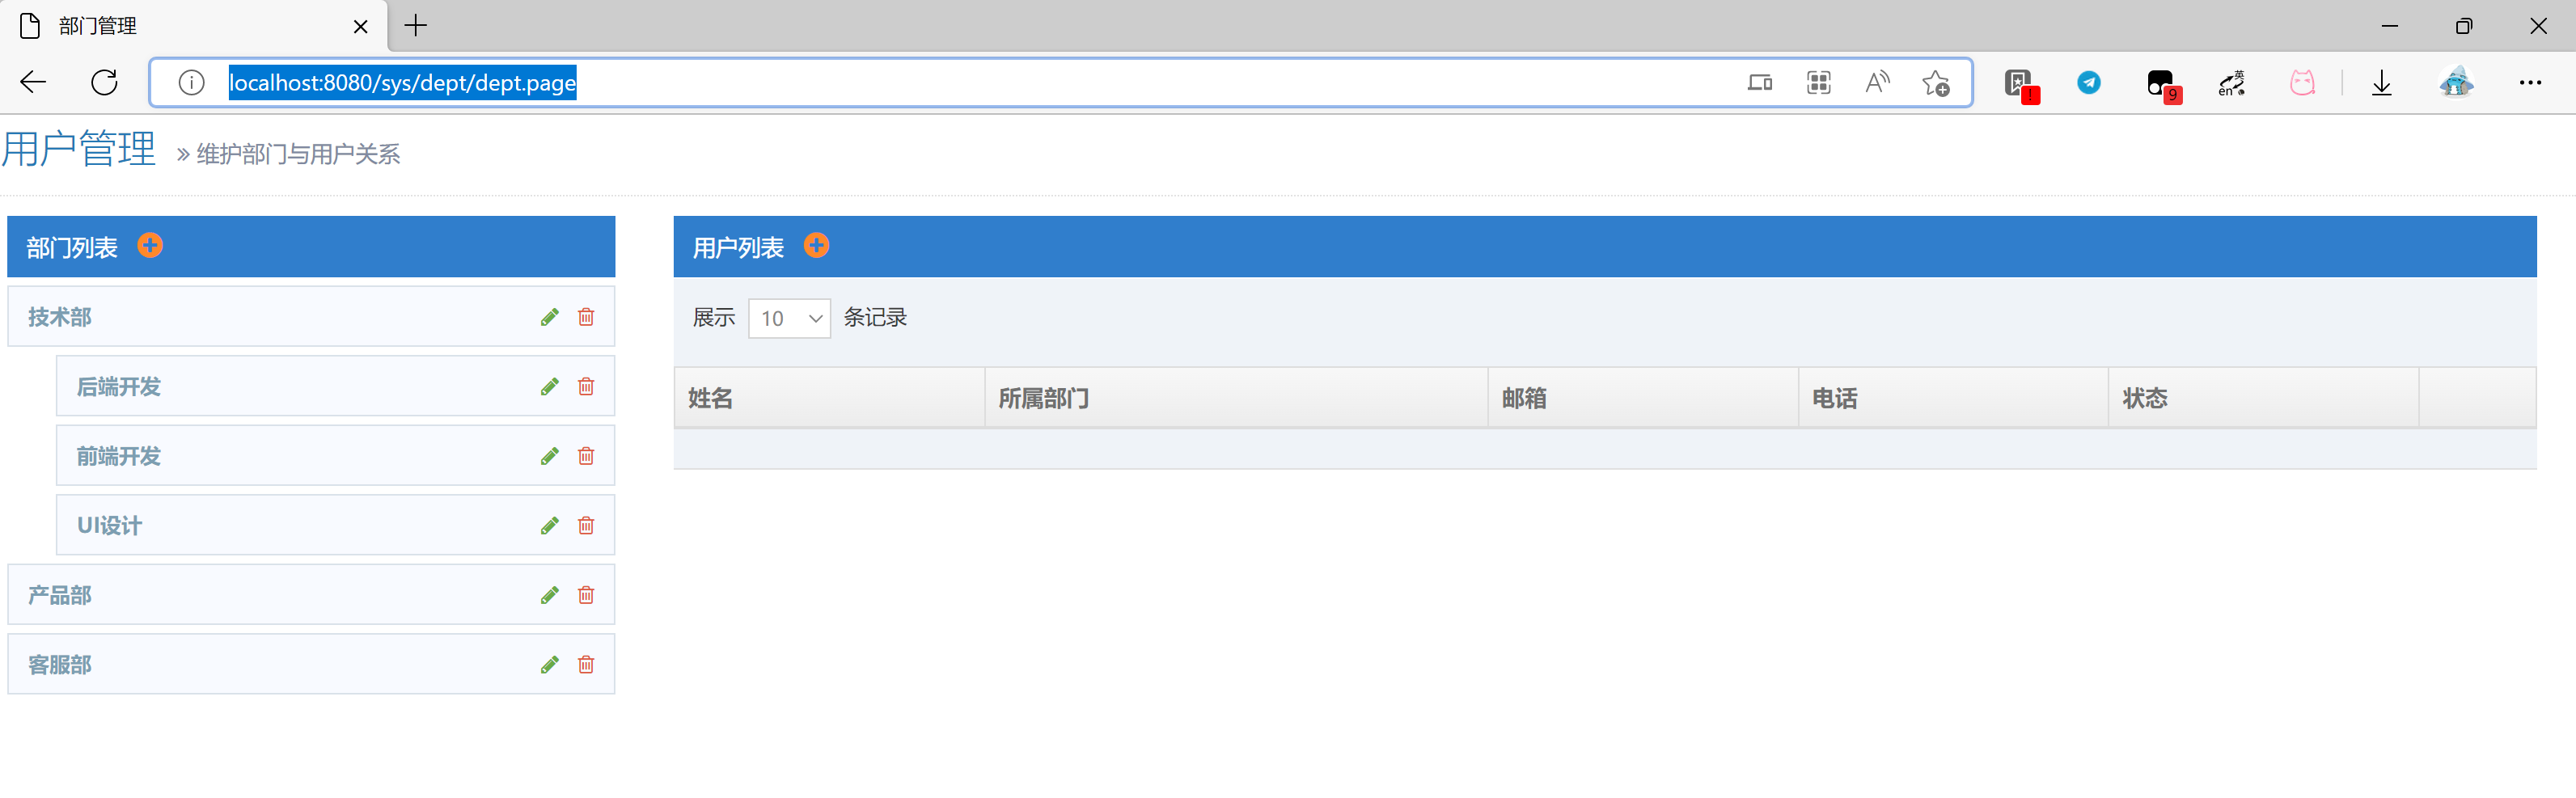 部门管理
localhost:8080/sys/dept/dept.page
9
英
en
用户管理 » 维护部门与用户关系
部门列表
技术部
后端开发
前端开发
UI设计
产品部
客服部
用户列表
展示 10 条记录
姓名 所属部门 邮箱 电话 状态